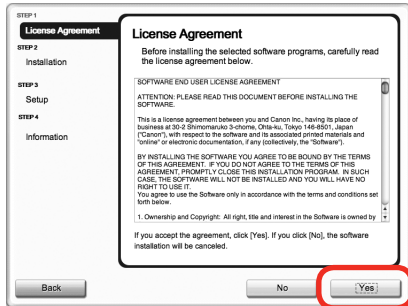 STEP 1
License Agreement
STEP 2
Installation
STEP 3
Setup
STEP 4
Information
License Agreement
Before installing the selected software programs, carefully read
the license agreement below.
SOFTWARE END USER LICENSE AGREEMENT
ATTENTION: PLEASE READ THIS DOCUMENT BEFORE INSTALLING THE
SOFTWARE.
This is a license agreement between you and Canon Inc., having its place of
business at 30-2 Shimomaruko 3-chome, Ohta-ku, Tokyo 146-8501, Japan
("Canon"), with respect to the software and its associated printed materials and
"online" or electronic documentation, if any (collectively, the "Software").
BY INSTALLING THE SOFTWARE YOU AGREE TO BE BOUND BY THE TERMS
OF THIS AGREEMENT. IF YOU DO NOT AGREE TO THE TERMS OF THIS
AGREEMENT, PROMPTLY CLOSE THIS INSTALLATION PROGRAM. IN SUCH
CASE, THE SOFTWARE WILL NOT BE INSTALLED AND YOU WILL HAVE NO
RIGHT TO USE IT.
You agree to use the Software only in accordance with the terms and conditions set
forth below.
1. Ownership and Copyright: All right, title and interest in the Software is owned by
If you accept the agreement, click [Yes]. If you click [No], the software
installation will be canceled.
Back
No
Yes